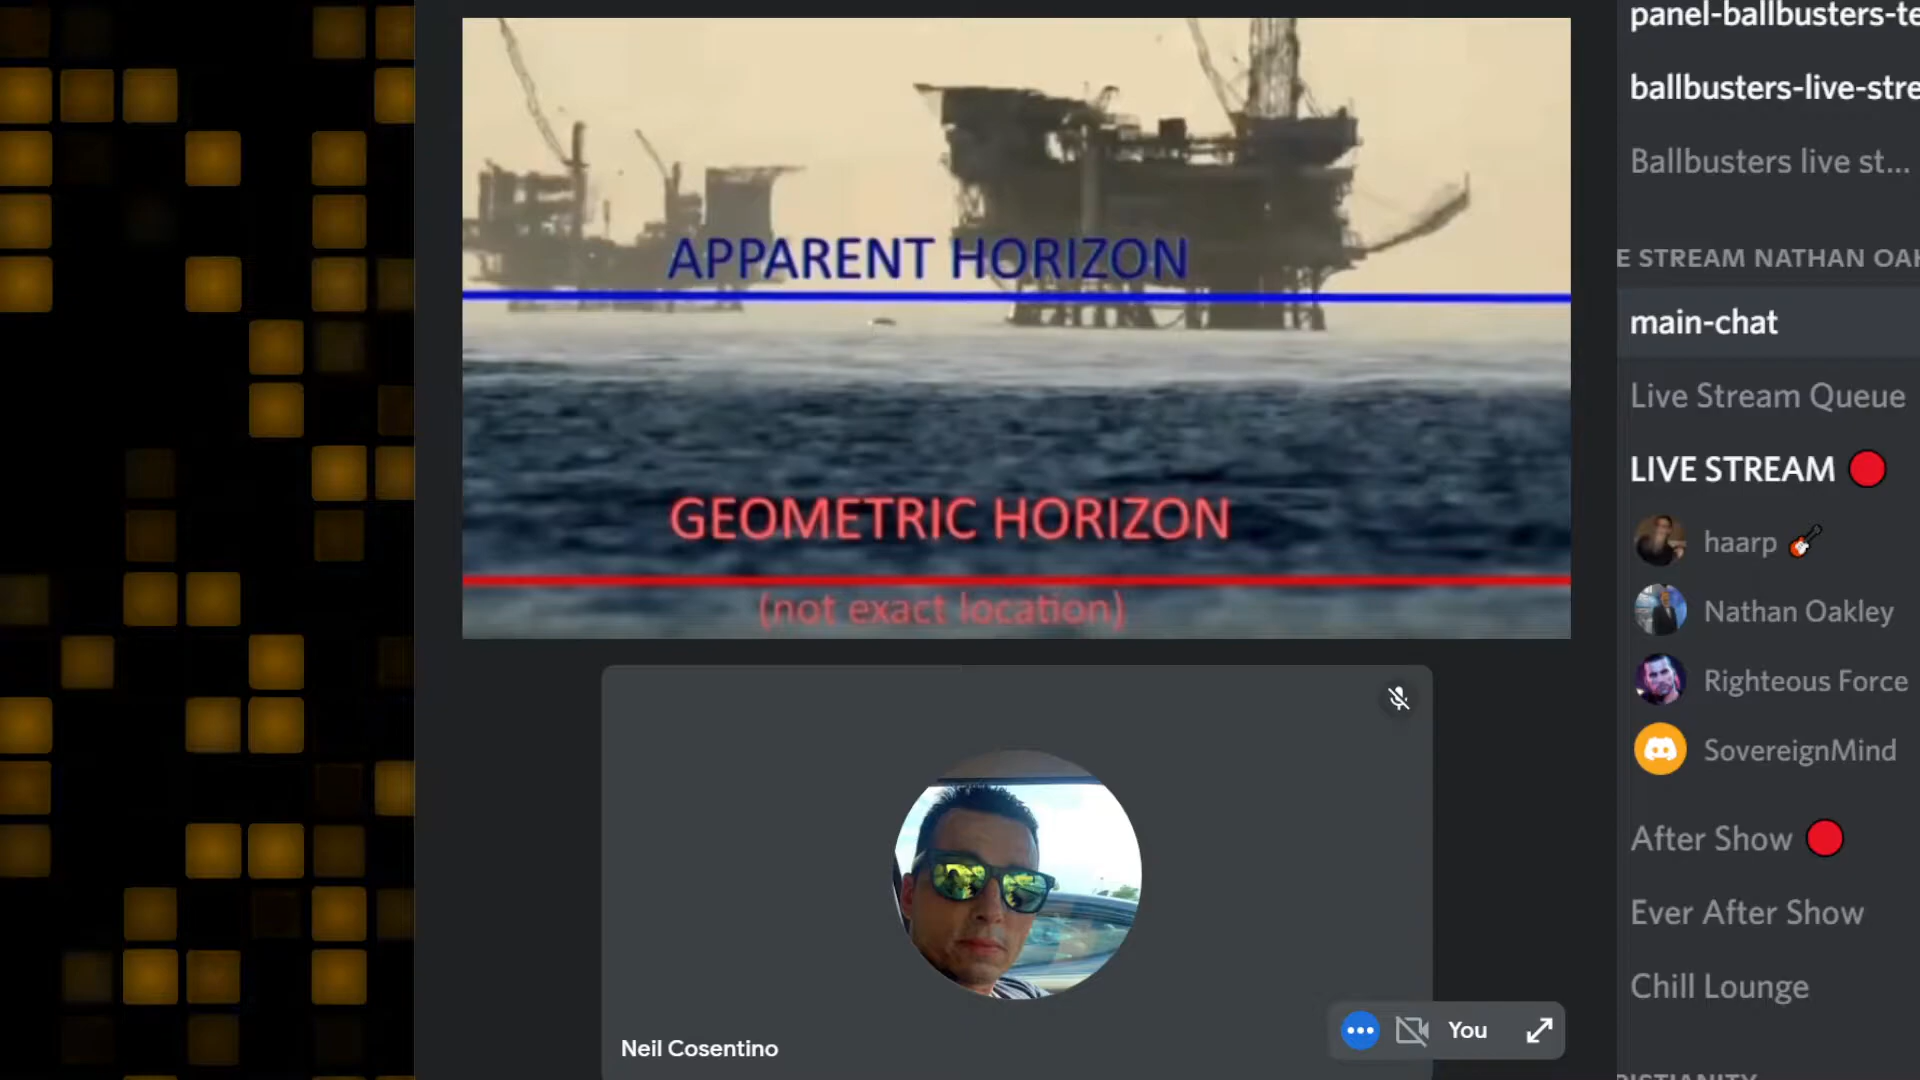 APPARENT HORIZON
GEOMETRIC HORIZON
(not exact location)
Neil Cosentino
You
panel-ballbusters-te
ballbusters-live-stre
Ballbusters live st...
E STREAM NATHAN OAK
main-chat
Live Stream Queue
LIVE STREAM
haarp
Nathan Oakley
Righteous Force
SovereignMind
After Show
Ever After Show
Chill Lounge